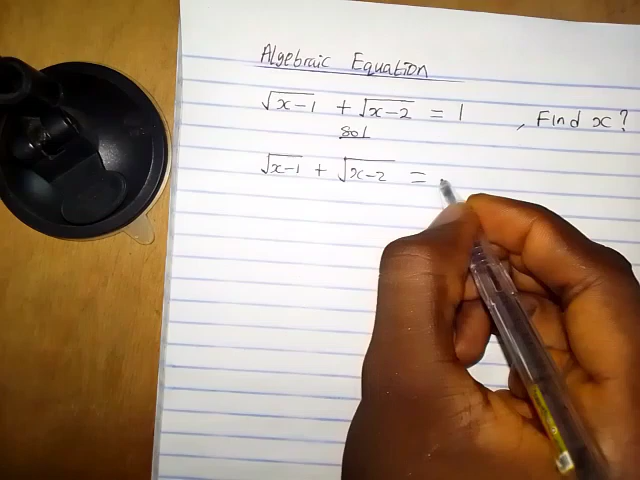 Algebraic Equation
√x-1 + √x-2 = 1 , Find x?
Sol
√x-1 + √x-2 =